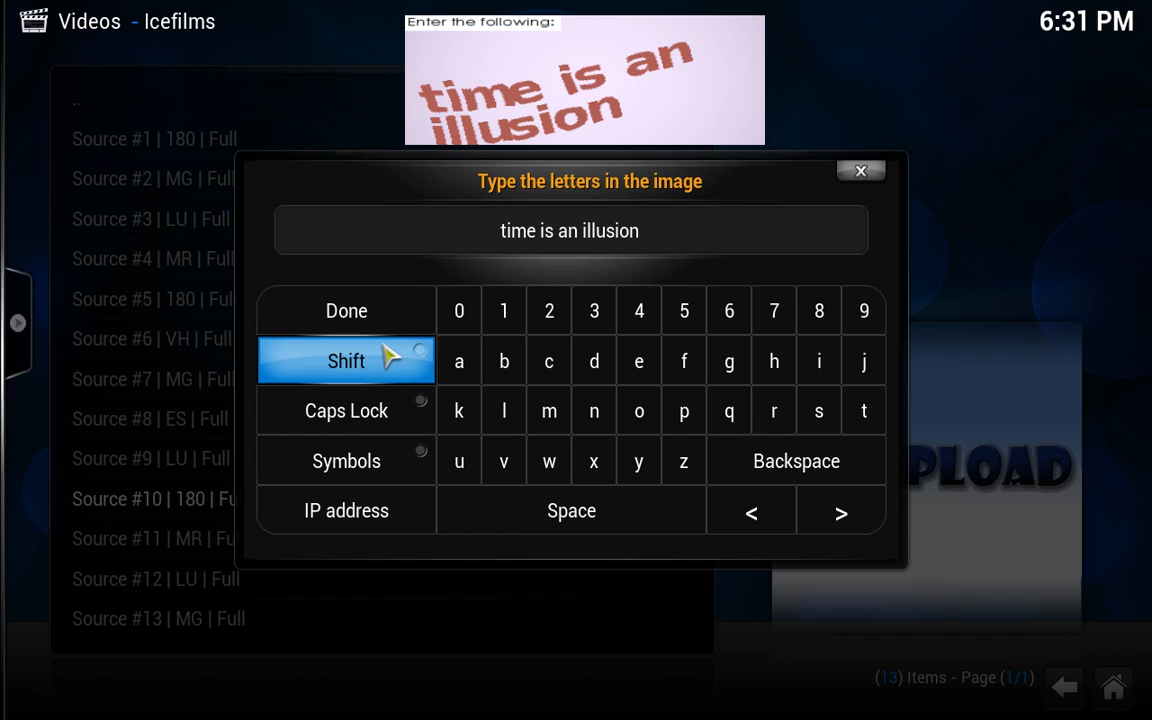 Videos - Icefilms
6:31 PM
Enter the following:
time is an
illusion
..
Source #1 | 180 | Full
Source #2 | MG | Full
Source #3 | LU | Full
Source #4 | MR | Full
Source #5 | 180 | Full
Source #6 | VH | Full
Source #7 | MG | Full
Source #8 | ES | Full
Source #9 | LU | Full
Source #10 | 180 | Fu
Source #11 | MR | Fu
Source #12 | LU | Full
Source #13 | MG | Full
Type the letters in the image
x
time is an illusion
Done 0 1 2 3 4 5 6 7 8 9
Shift a b c d e f g h i j
Caps Lock k l m n o p q r s t
Symbols u v w x y z Backspace
IP address Space < >
PLOAD
(13) Items - Page (1/1)